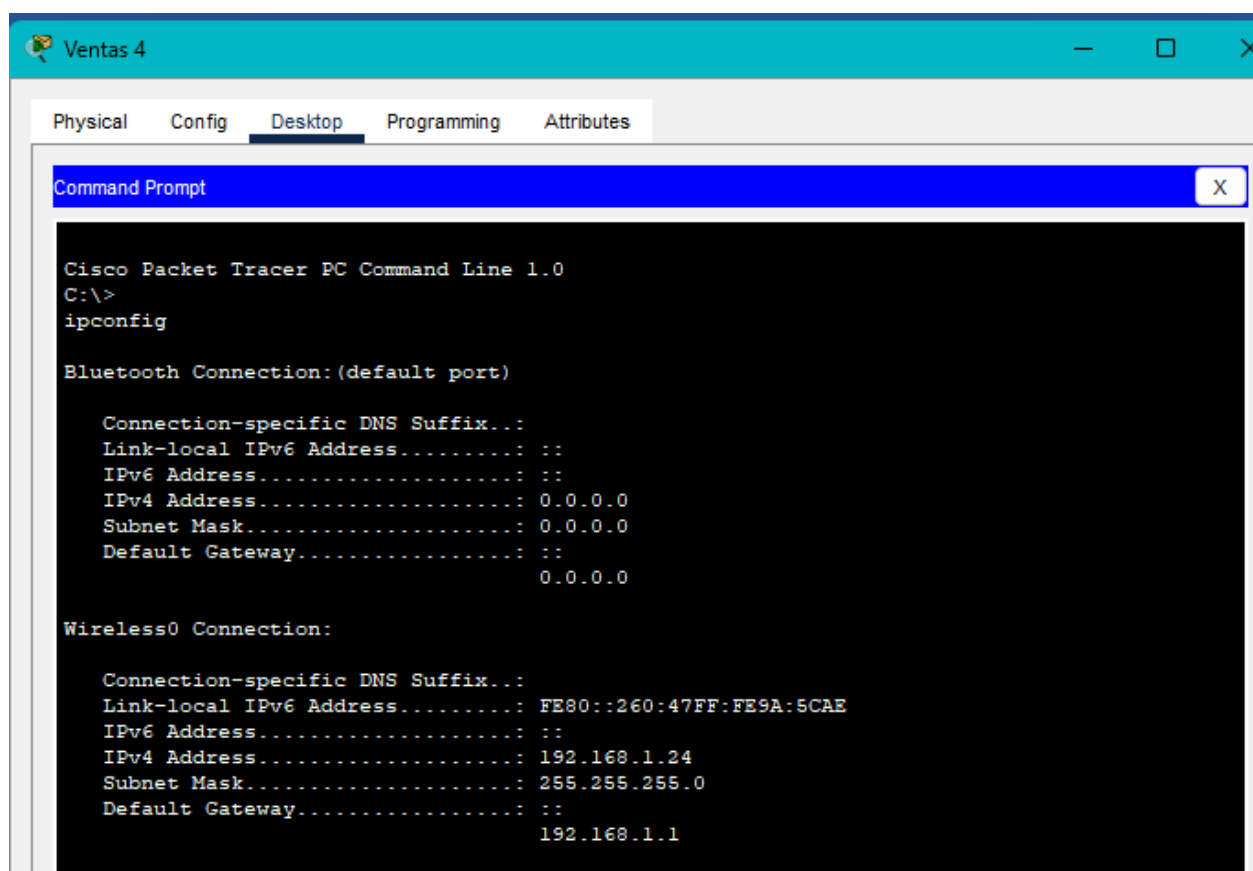 Ventas 4
Physical Config Desktop Programming Attributes
Command Prompt
X
Cisco Packet Tracer PC Command Line 1.0
C:\>
ipconfig
Bluetooth Connection:(default port)
Connection-specific DNS Suffix..:
Link-local IPv6 Address.........: ::
IPv6 Address....................: ::
IPv4 Address....................: 0.0.0.0
Subnet Mask.....................: 0.0.0.0
Default Gateway.................: ::
0.0.0.0
Wireless0 Connection:
Connection-specific DNS Suffix..:
Link-local IPv6 Address.........: FE80::260:47FF:FE9A:5CAE
IPv6 Address....................: ::
IPv4 Address....................: 192.168.1.24
Subnet Mask.....................: 255.255.255.0
Default Gateway.................: ::
192.168.1.1